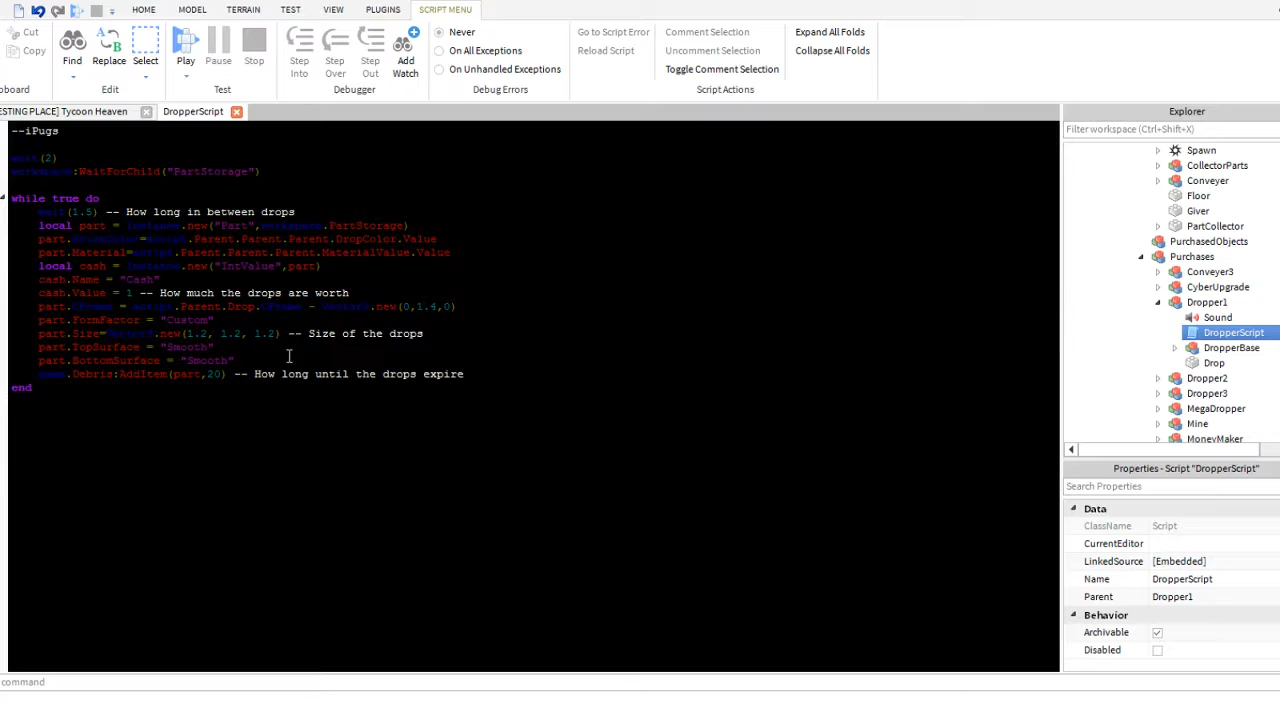 HOME MODEL TERRAIN TEST VIEW PLUGINS SCRIPT MENU
Cut
Copy
Find
Replace
Select
Play
Pause
Stop
Step Into
Step Over
Step Out
Add Watch
Never
On All Exceptions
On Unhandled Exceptions
Go to Script Error
Reload Script
Comment Selection
Uncomment Selection
Toggle Comment Selection
Expand All Folds
Collapse All Folds
board Edit Test Debugger Debug Errors Script Actions
ESTING PLACE] Tycoon Heaven DropperScript
--iPugs
wait(2)
workspace:WaitForChild("PartStorage")
while true do
wait(1.5) -- How long in between drops
local part = Instance.new("Part",workspace.PartStorage)
part.BrickColor=script.Parent.Parent.Parent.DropColor.Value
part.Material=script.Parent.Parent.Parent.MaterialValue.Value
local cash = Instance.new("IntValue",part)
cash.Name = "Cash"
cash.Value = 1 -- How much the drops are worth
part.CFrame = script.Parent.Drop.CFrame - Vector3.new(0,1.4,0)
part.FormFactor = "Custom"
part.Size=Vector3.new(1.2, 1.2, 1.2) -- Size of the drops
part.TopSurface = "Smooth"
part.BottomSurface = "Smooth"
game.Debris:AddItem(part,20) -- How long until the drops expire
end
command
Explorer
Filter workspace (Ctrl+Shift+X)
Spawn
CollectorParts
Conveyer
Floor
Giver
PartCollector
PurchasedObjects
Purchases
Conveyer3
CyberUpgrade
Dropper1
Sound
DropperScript
DropperBase
Drop
Dropper2
Dropper3
MegaDropper
Mine
MoneyMaker
Properties - Script "DropperScript"
Search Properties
Data
ClassName Script
CurrentEditor
LinkedSource [Embedded]
Name DropperScript
Parent Dropper1
Behavior
Archivable
Disabled